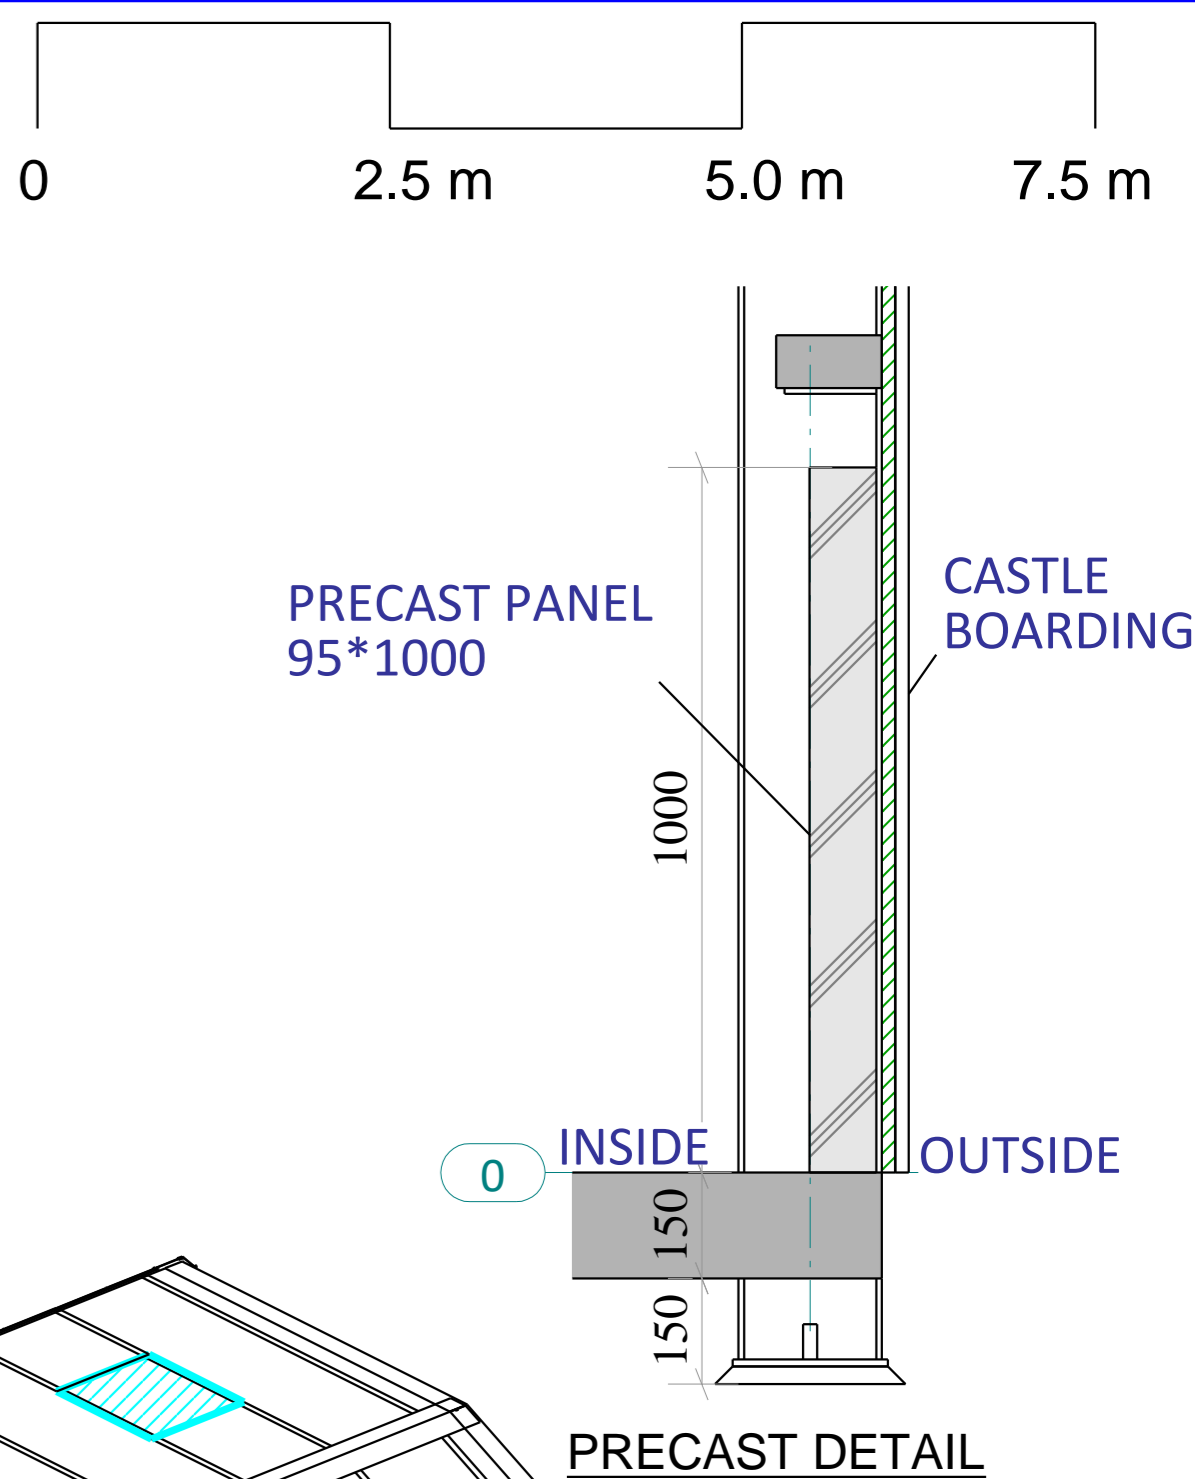 0 2.5 m 5.0 m 7.5 m
PRECAST PANEL
95*1000
CASTLE
BOARDING
1000
INSIDE
OUTSIDE
0
150
150
PRECAST DETAIL